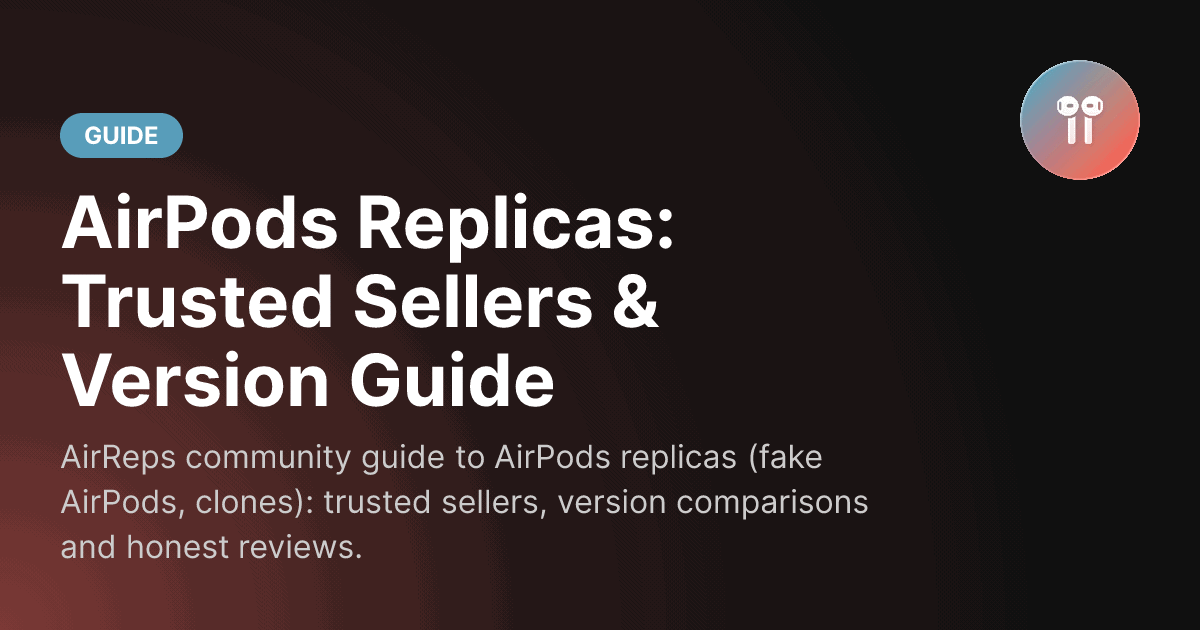 GUIDE
AirPods Replicas:
Trusted Sellers &
Version Guide
AirReps community guide to AirPods replicas (fake
AirPods, clones): trusted sellers, version comparisons
and honest reviews.